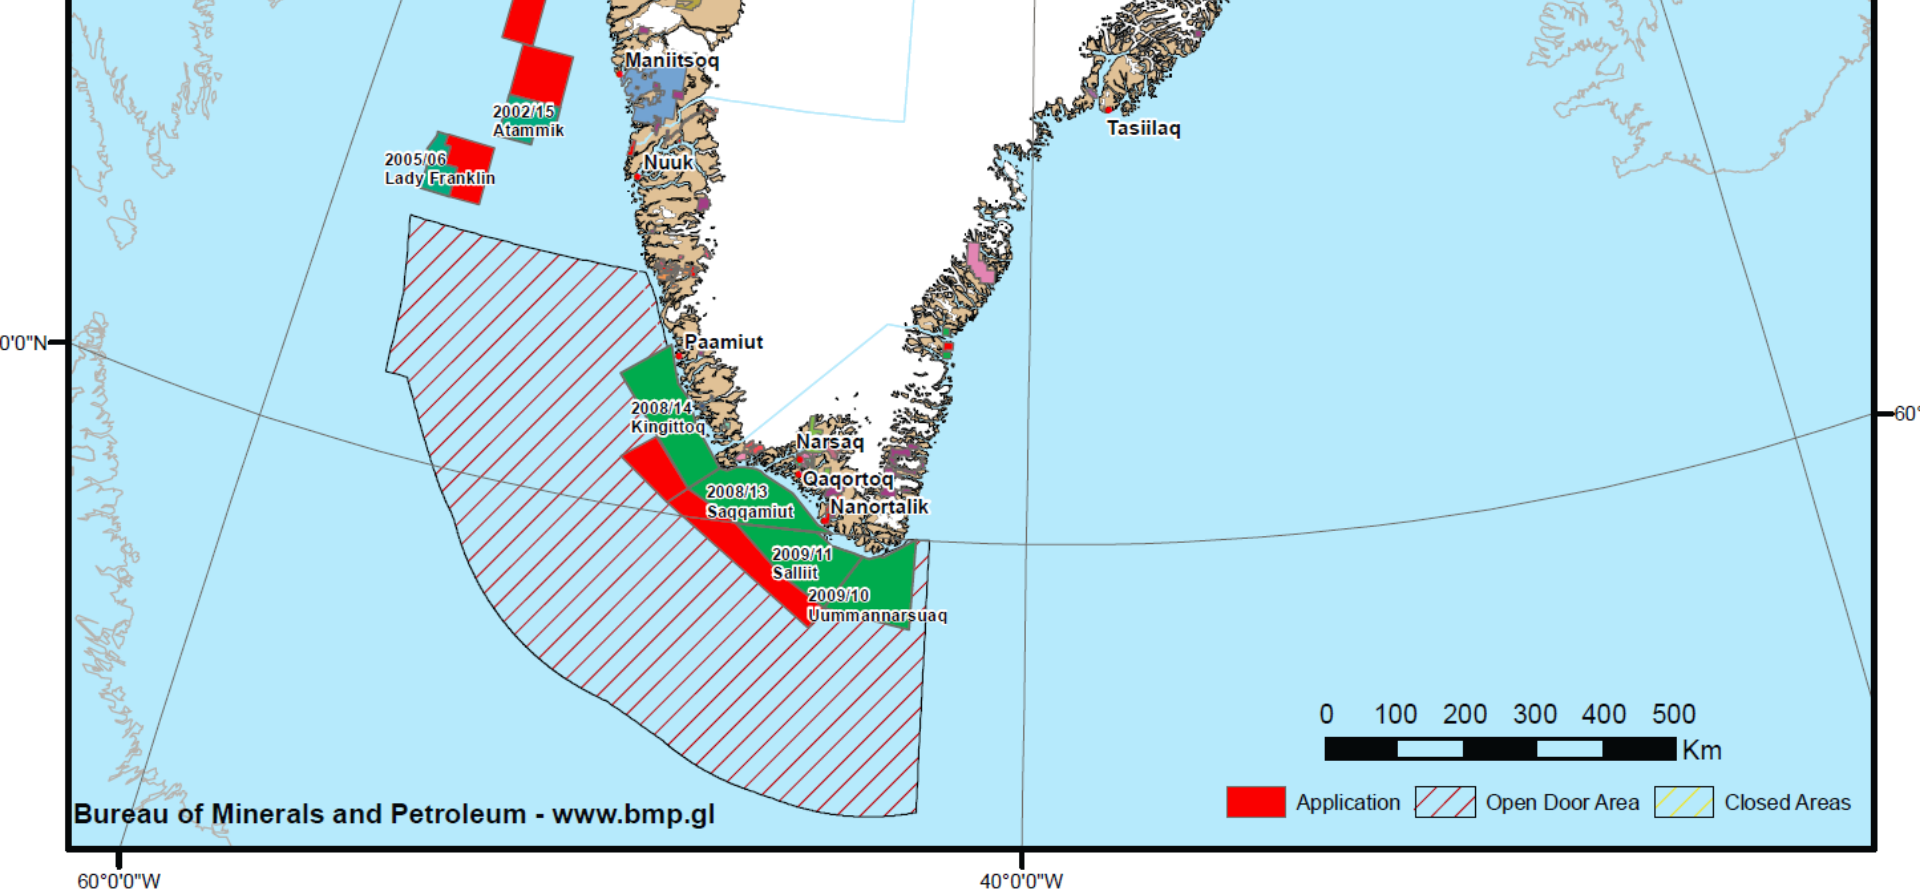 Maniitsoq
2002/15
Atammik
Tasiilaq
2005/06
Lady Franklin
Nuuk
0'0"N
Paamiut
2008/14
Kingittoq
60°
Narsaq
Qaqortoq
2008/13
Saqqamiut
Nanortalik
2009/11
Salliit
2009/10
Uummannarsuaq
0 100 200 300 400 500
Km
Application Open Door Area Closed Areas
Bureau of Minerals and Petroleum - www.bmp.gl
60°0'0"W 40°0'0"W